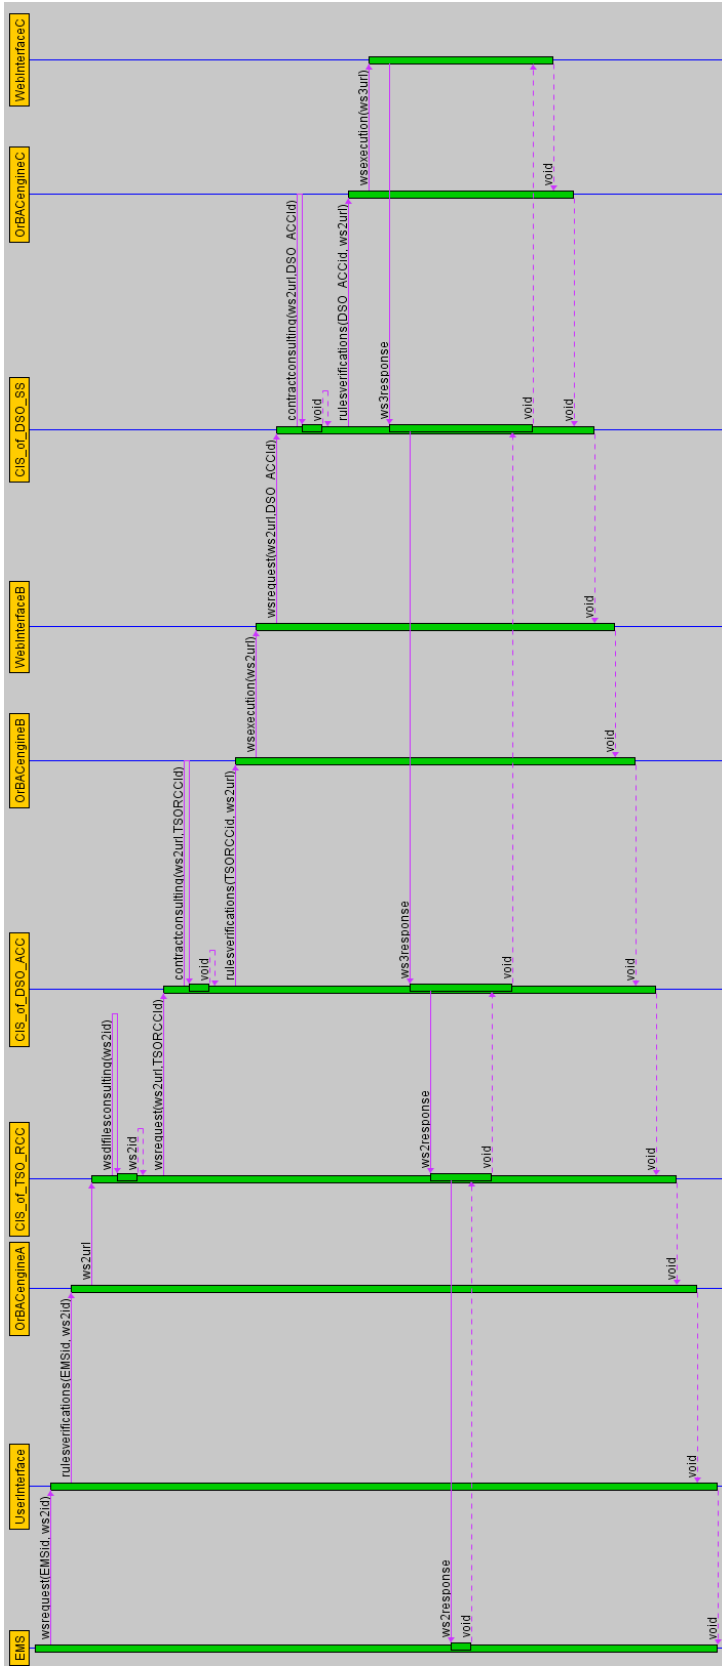 EMS
UserInterface
OrBACengineA
CIS_of_TSO_RCC
CIS_of_DSO_ACC
OrBACengineB
WebInterfaceB
CIS_of_DSO_SS
OrBACengineC
WebInterfaceC
wsrequest(EMSid, ws2id)
rulesverifications(EMSid, ws2id)
ws2url
wsdlfilesconsulting(ws2id)
ws2id
wsrequest(ws2url,TSORCCId)
contractconsulting(ws2url,TSORCCId)
void
rulesverifications(TSORCCid, ws2url)
wsexecution(ws2url)
wsrequest(ws2url,DSO_ACCId)
contractconsulting(ws2url,DSO_ACCId)
void
rulesverifications(DSO_ACCid, ws2url)
wsexecution(ws3url)
ws3response
ws3response
ws2response
ws2response
void
void
void
void
void
void
void
void
void
void
void
void
void